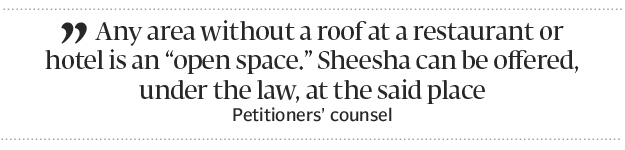 ” Any area without a roof at a restaurant or
hotel is an “open space.” Sheesha can be offered,
under the law, at the said place
Petitioners’ counsel